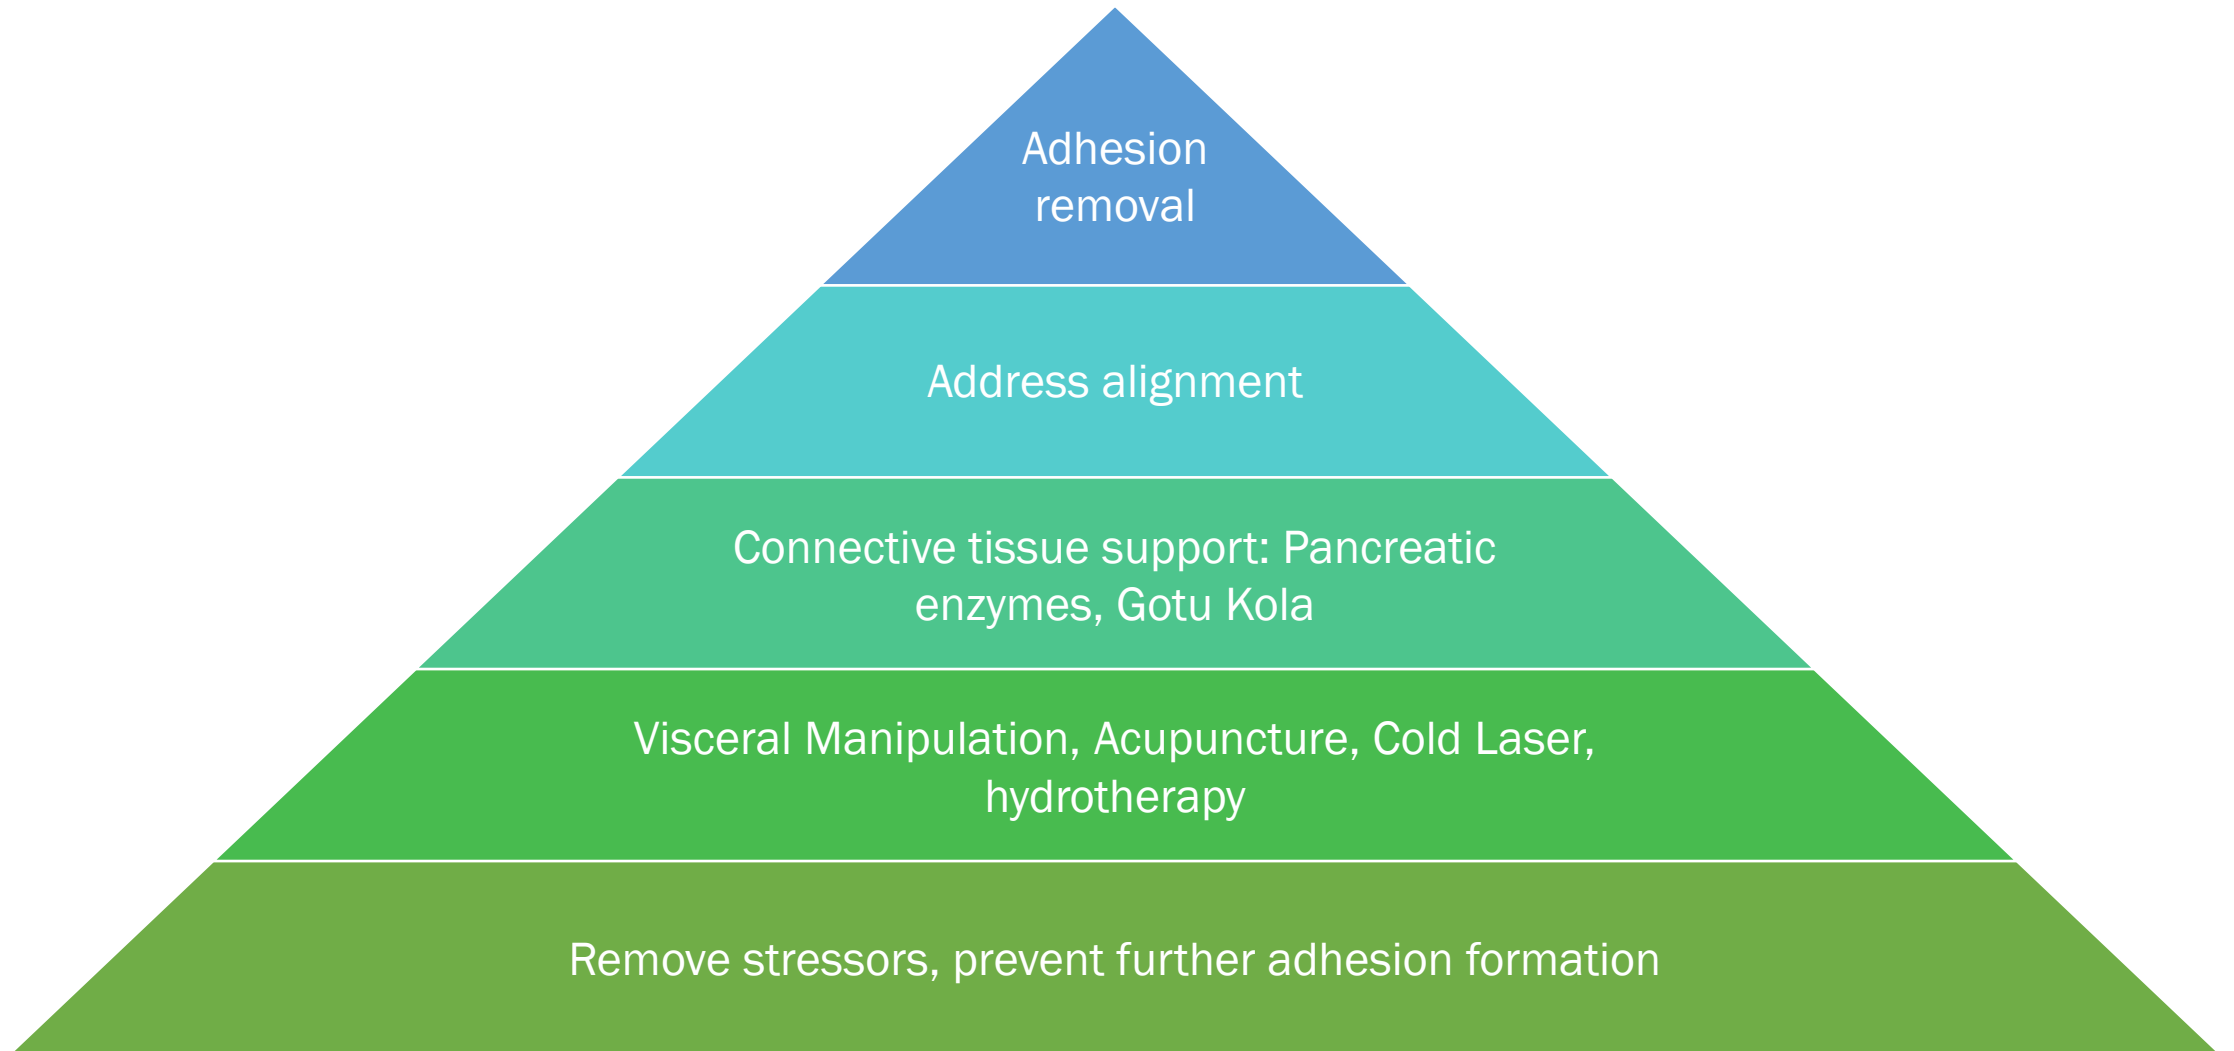 Adhesion
removal
Address alignment
Connective tissue support: Pancreatic
enzymes, Gotu Kola
Visceral Manipulation, Acupuncture, Cold Laser,
hydrotherapy
Remove stressors, prevent further adhesion formation